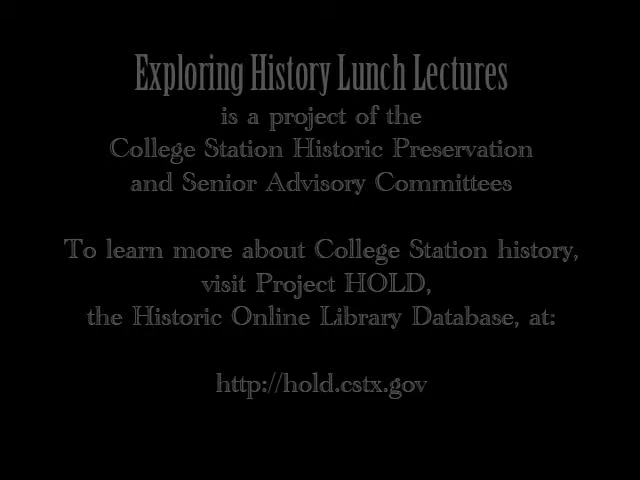 Exploring History Lunch Lectures
is a project of the
College Station Historic Preservation
and Senior Advisory Committees
To learn more about College Station history,
visit Project HOLD,
the Historic Online Library Database, at:
http://hold.cstx.gov